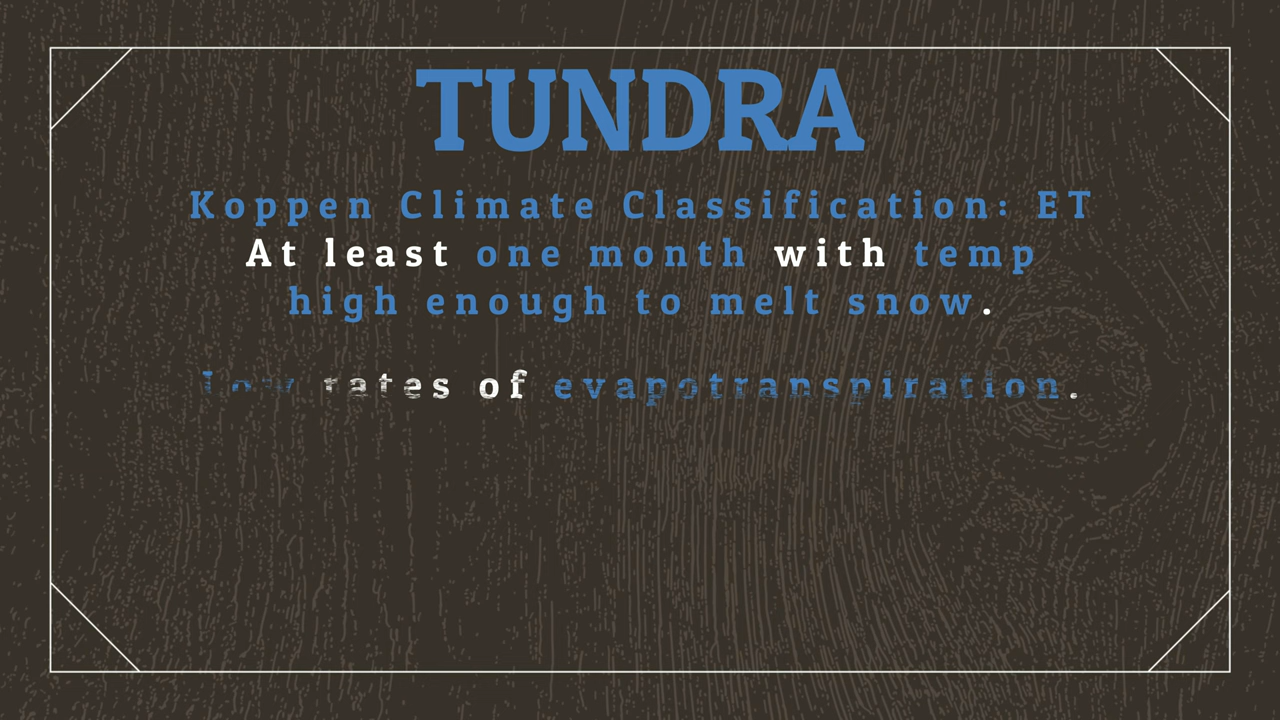 TUNDRA
Koppen Climate Classification: ET
At least one month with temp
high enough to melt snow.
Low rates of evapotranspiration.